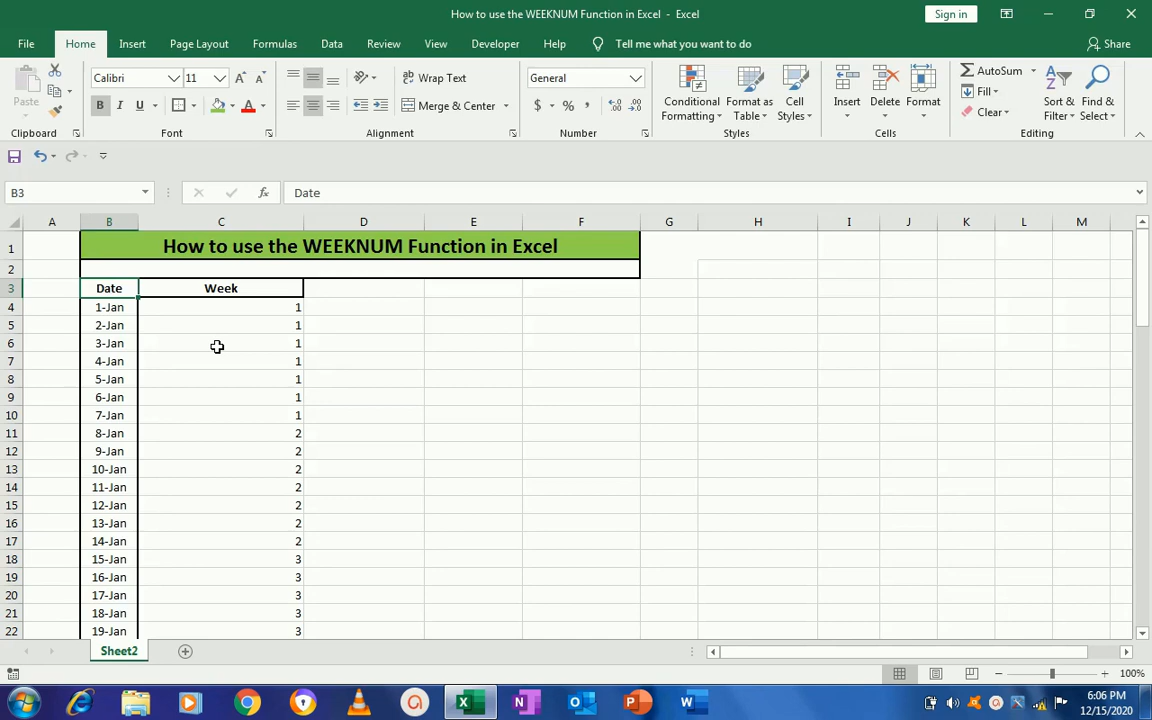 How to use the WEEKNUM Function in Excel - Excel
Sign in
File Home Insert Page Layout Formulas Data Review View Developer Help Tell me what you want to do Share
Paste
Calibri 11 A A
B I U A
Wrap Text
Merge & Center
General
$ % ,
Conditional Formatting
Format as Table
Cell Styles
Insert Delete Format
AutoSum
Fill
Clear
Sort & Filter
Find & Select
Clipboard Font Alignment Number Styles Cells Editing
B3 fx Date
A B C D E F G H I J K L M
1 How to use the WEEKNUM Function in Excel
2
3 Date Week
4 1-Jan 1
5 2-Jan 1
6 3-Jan 1
7 4-Jan 1
8 5-Jan 1
9 6-Jan 1
10 7-Jan 1
11 8-Jan 2
12 9-Jan 2
13 10-Jan 2
14 11-Jan 2
15 12-Jan 2
16 13-Jan 2
17 14-Jan 2
18 15-Jan 3
19 16-Jan 3
20 17-Jan 3
21 18-Jan 3
22 19-Jan 3
Sheet2
100%
6:06 PM
12/15/2020